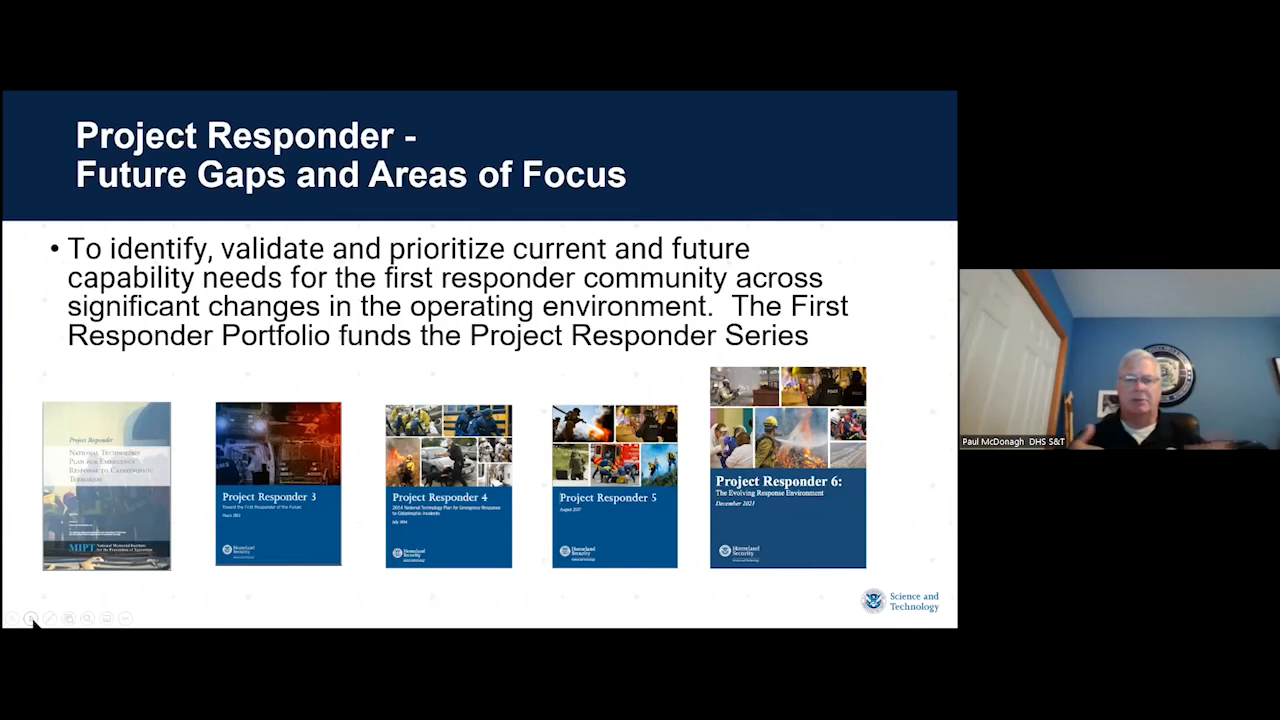 Project Responder -
Future Gaps and Areas of Focus
• To identify, validate and prioritize current and future
capability needs for the first responder community across
significant changes in the operating environment.  The First
Responder Portfolio funds the Project Responder Series
Project Responder
NATIONAL TECHNOLOGY
PLAN FOR EMERGENCY
RESPONSE TO CATASTROPHIC
TERRORISM
MIPT National Memorial Institute
for the Prevention of Terrorism
Project Responder 3
Toward the First Responder of the Future
Homeland
Security
Project Responder 4
2014 National Technology Plan for Emergency Response
to Catastrophic Incidents
July 2014
Homeland
Security
Project Responder 5
August 2017
Homeland
Security
Project Responder 6:
The Evolving Response Environment
December 2021
Homeland
Security
Science and
Technology
Paul McDonagh  DHS S&T